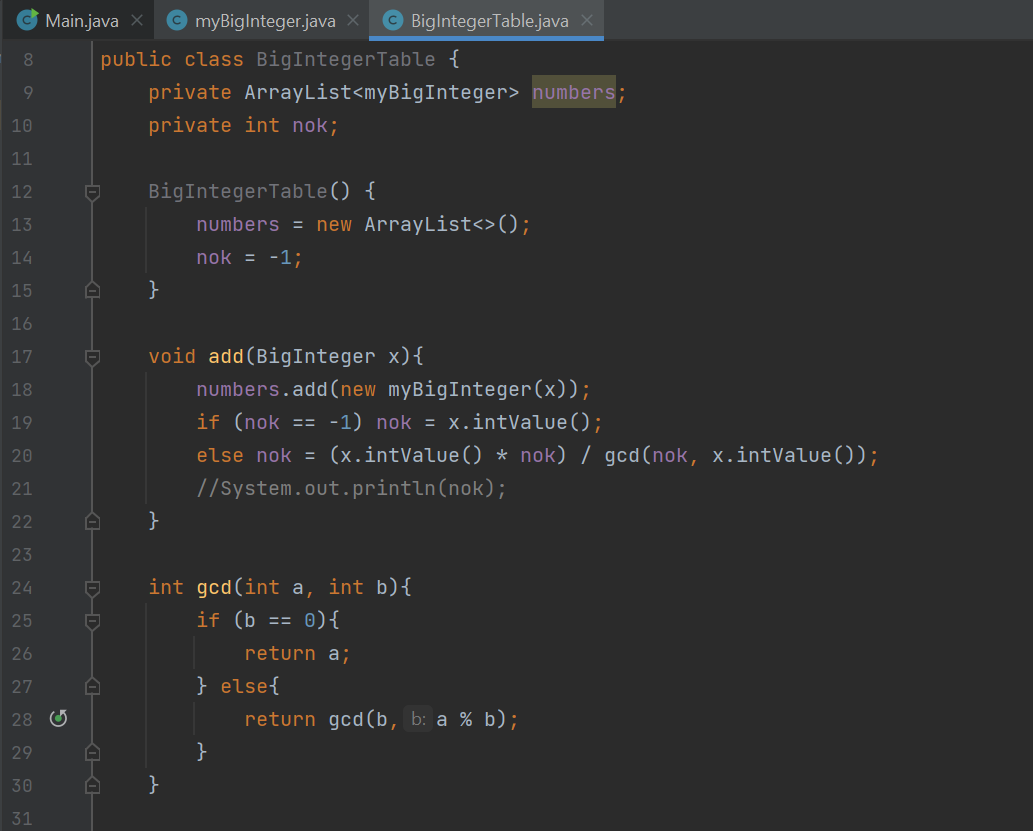 Main.java myBigInteger.java BigIntegerTable.java
8 public class BigIntegerTable {
9 private ArrayList<myBigInteger> numbers;
10 private int nok;
11
12 BigIntegerTable() {
13 numbers = new ArrayList<>();
14 nok = -1;
15 }
16
17 void add(BigInteger x){
18 numbers.add(new myBigInteger(x));
19 if (nok == -1) nok = x.intValue();
20 else nok = (x.intValue() * nok) / gcd(nok, x.intValue());
21 //System.out.println(nok);
22 }
23
24 int gcd(int a, int b){
25 if (b == 0){
26 return a;
27 } else{
28 return gcd(b, b: a % b);
29 }
30 }
31